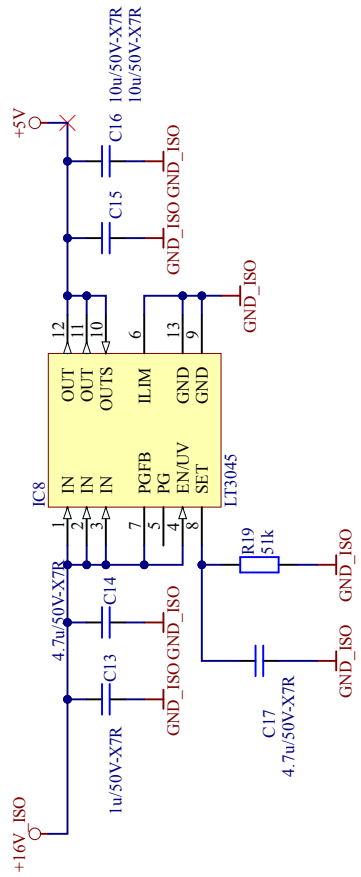 +16V_ISO
1u/50V-X7R
C13
GND_ISO
4.7u/50V-X7R
C14
GND_ISO
IC8
1
IN
2
IN
3
IN
7
PGFB
5
PG
4
EN/UV
8
SET
OUT
12
OUT
11
OUTS
10
ILIM
6
GND
13
GND
9
LT3045
GND_ISO
C15
GND_ISO
C16
GND_ISO
10u/50V-X7R
10u/50V-X7R
+5V
R19
51k
GND_ISO
C17
4.7u/50V-X7R
GND_ISO